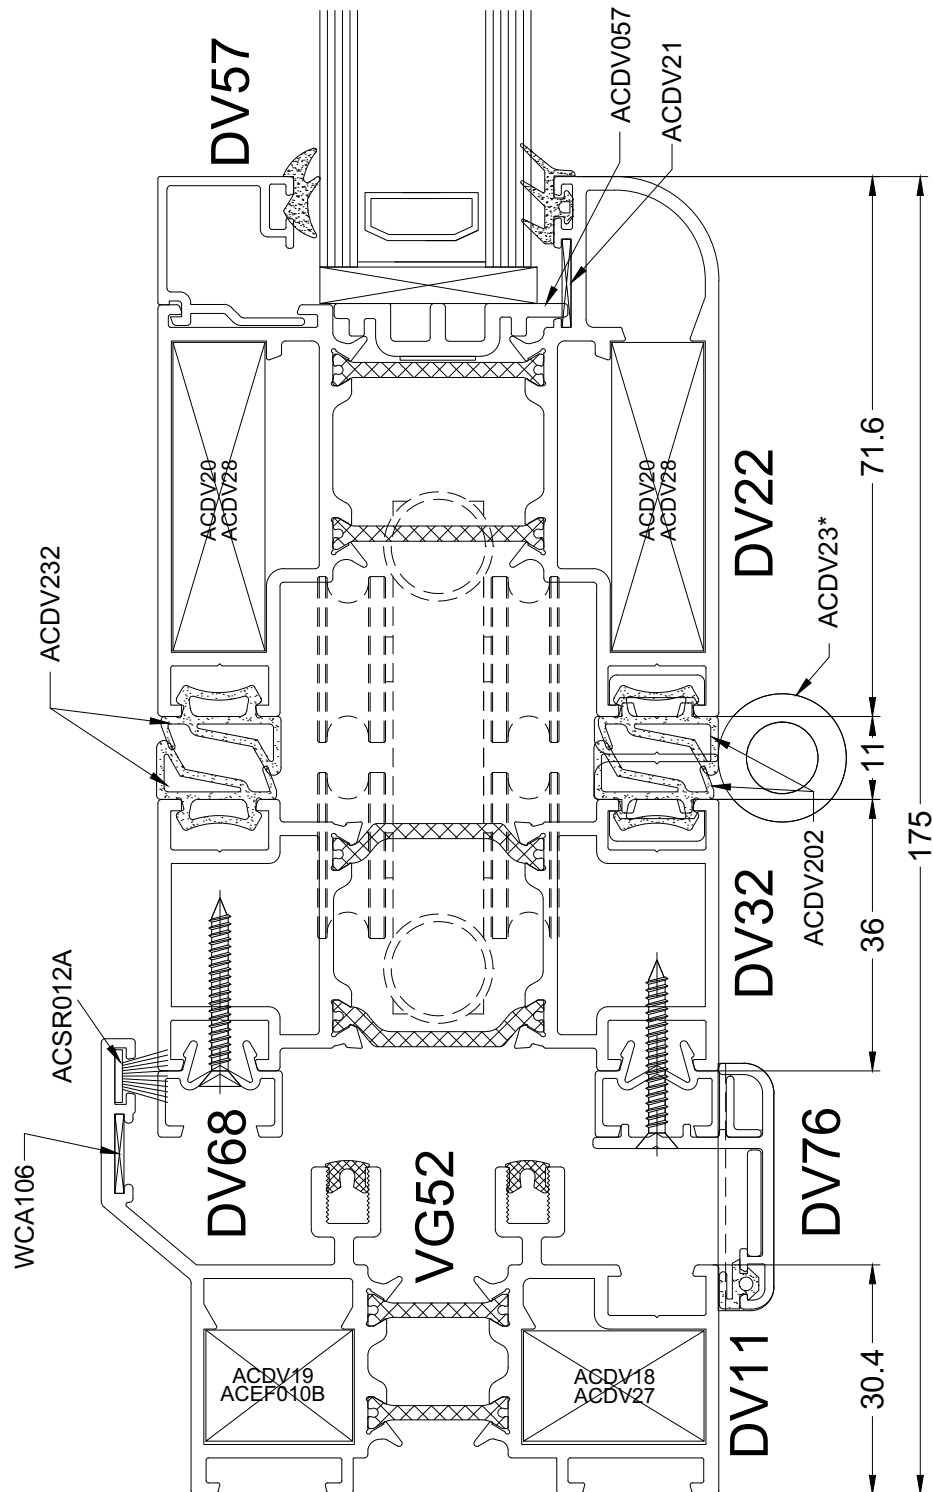 DV57
ACDV057
ACDV21
ACDV20
ACDV28
ACDV20
ACDV28
71.6
DV22
ACDV232
ACDV23*
11
175
ACDV202
DV32
36
ACSR012A
WCA106
DV68
VG52
DV76
ACDV19
ACEF010B
ACDV18
ACDV27
DV11
30.4